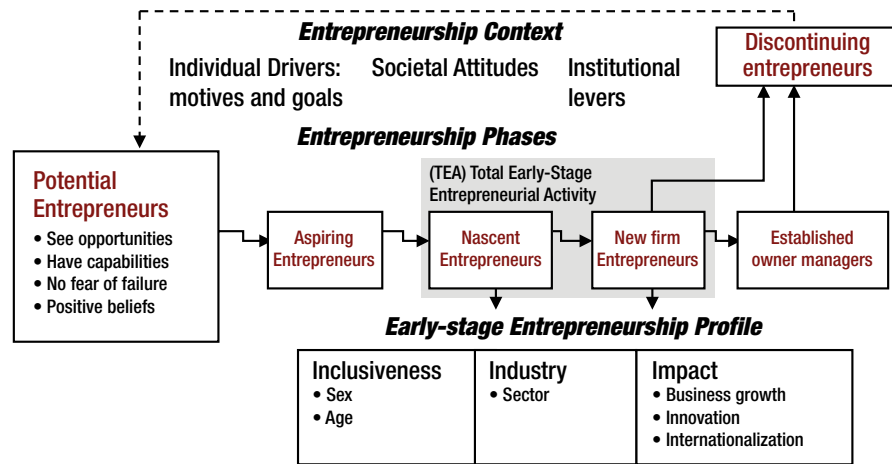 Entrepreneurship Context
Discontinuing
entrepreneurs
Individual Drivers:
motives and goals
Societal Attitudes
Institutional
levers
Entrepreneurship Phases
Potential
Entrepreneurs
• See opportunities
• Have capabilities
• No fear of failure
• Positive beliefs
(TEA) Total Early-Stage
Entrepreneurial Activity
Aspiring
Entrepreneurs
Nascent
Entrepreneurs
New firm
Entrepreneurs
Established
owner managers
Early-stage Entrepreneurship Profile
Inclusiveness
• Sex
• Age
Industry
• Sector
Impact
• Business growth
• Innovation
• Internationalization